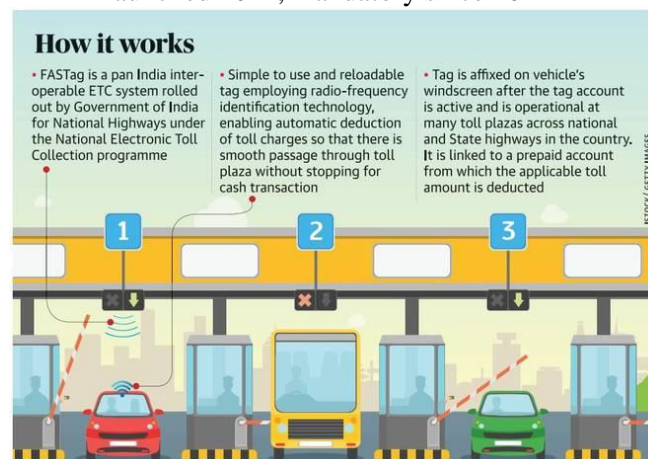 How it works
• FASTag is a pan India inter-
operable ETC system rolled
out by Government of India
for National Highways under
the National Electronic Toll
Collection programme
• Simple to use and reloadable
tag employing radio-frequency
identification technology,
enabling automatic deduction
of toll charges so that there is
smooth passage through toll
plaza without stopping for
cash transaction
• Tag is affixed on vehicle's
windscreen after the tag account
is active and is operational at
many toll plazas across national
and State highways in the country.
It is linked to a prepaid account
from which the applicable toll
amount is deducted
ISTOCK / GETTY IMAGES
1
2
3